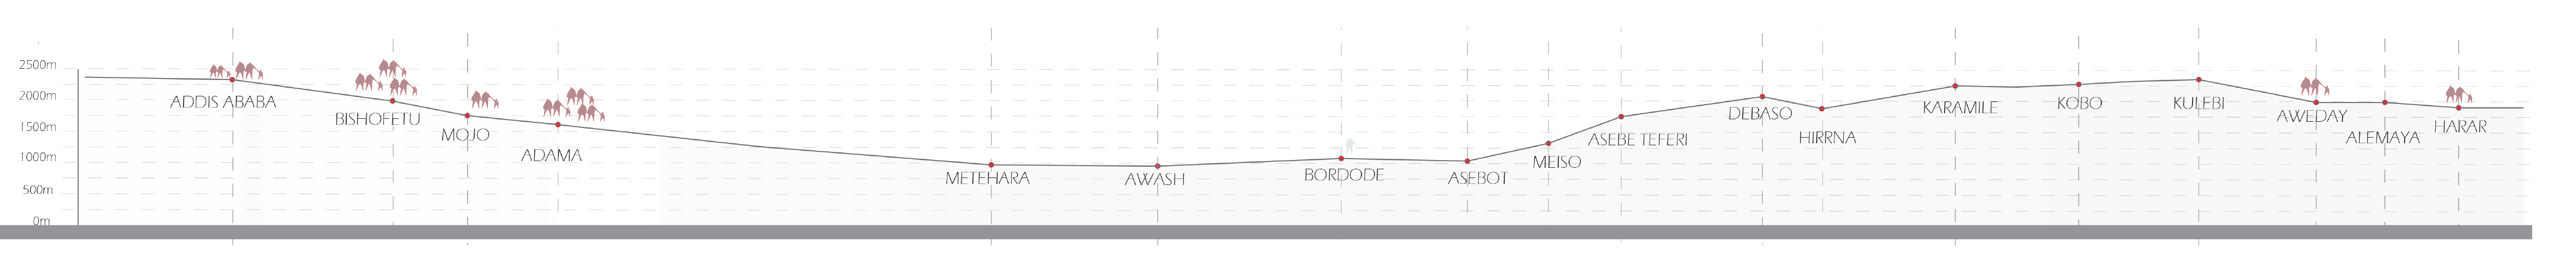 2500m
2000m
1500m
1000m
500m
0m
ADDIS ABABA
BISHOFETU
MOJO
ADAMA
METEHARA
AWASH
BORDODE
ASEBOT
MEISO
ASEBE TEFERI
DEBASO
HIRRNA
KARAMILE
KOBO
KULEBI
AWEDAY
ALEMAYA
HARAR